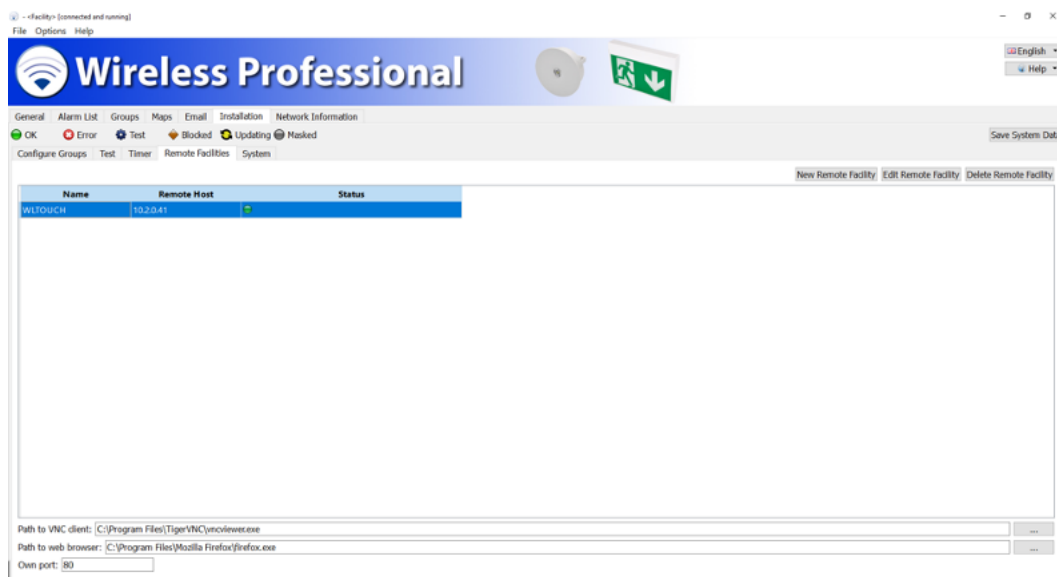 - <Facility> [connected and running]
File Options Help
Wireless Professional
English
Help
General Alarm List Groups Maps Email Installation Network Information
OK Error Test Blocked Updating Masked
Save System Dat
Configure Groups Test Timer Remote Facilities System
New Remote Facility Edit Remote Facility Delete Remote Facility
Name Remote Host Status
WLTOUCH 10.2.0.41
Path to VNC client: C:\Program Files\TigerVNC\vncviewer.exe ...
Path to web browser: C:\Program Files\Mozilla Firefox\firefox.exe ...
Own port: 80